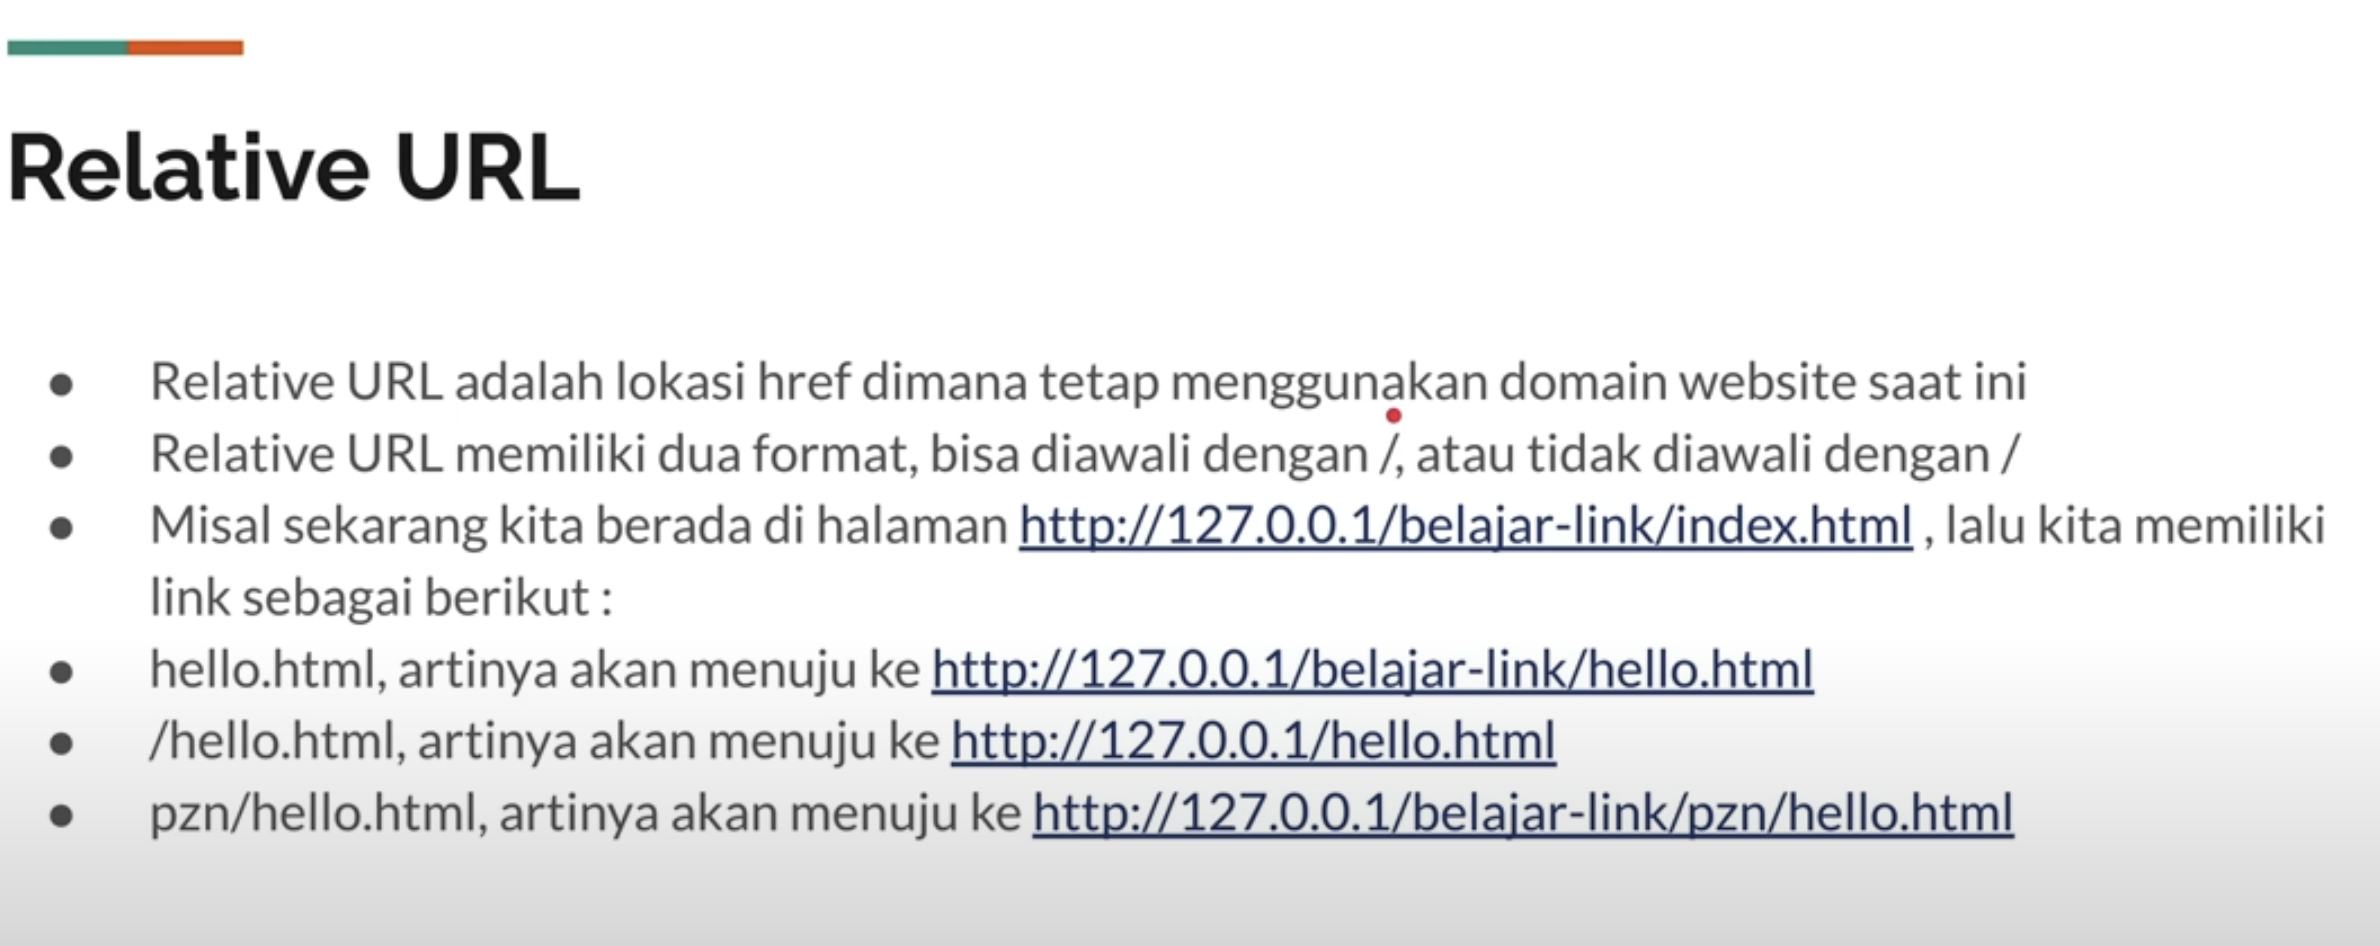 Relative URL
● Relative URL adalah lokasi href dimana tetap menggunakan domain website saat ini
● Relative URL memiliki dua format, bisa diawali dengan /, atau tidak diawali dengan /
● Misal sekarang kita berada di halaman http://127.0.0.1/belajar-link/index.html , lalu kita memiliki
link sebagai berikut :
● hello.html, artinya akan menuju ke http://127.0.0.1/belajar-link/hello.html
● /hello.html, artinya akan menuju ke http://127.0.0.1/hello.html
● pzn/hello.html, artinya akan menuju ke http://127.0.0.1/belajar-link/pzn/hello.html